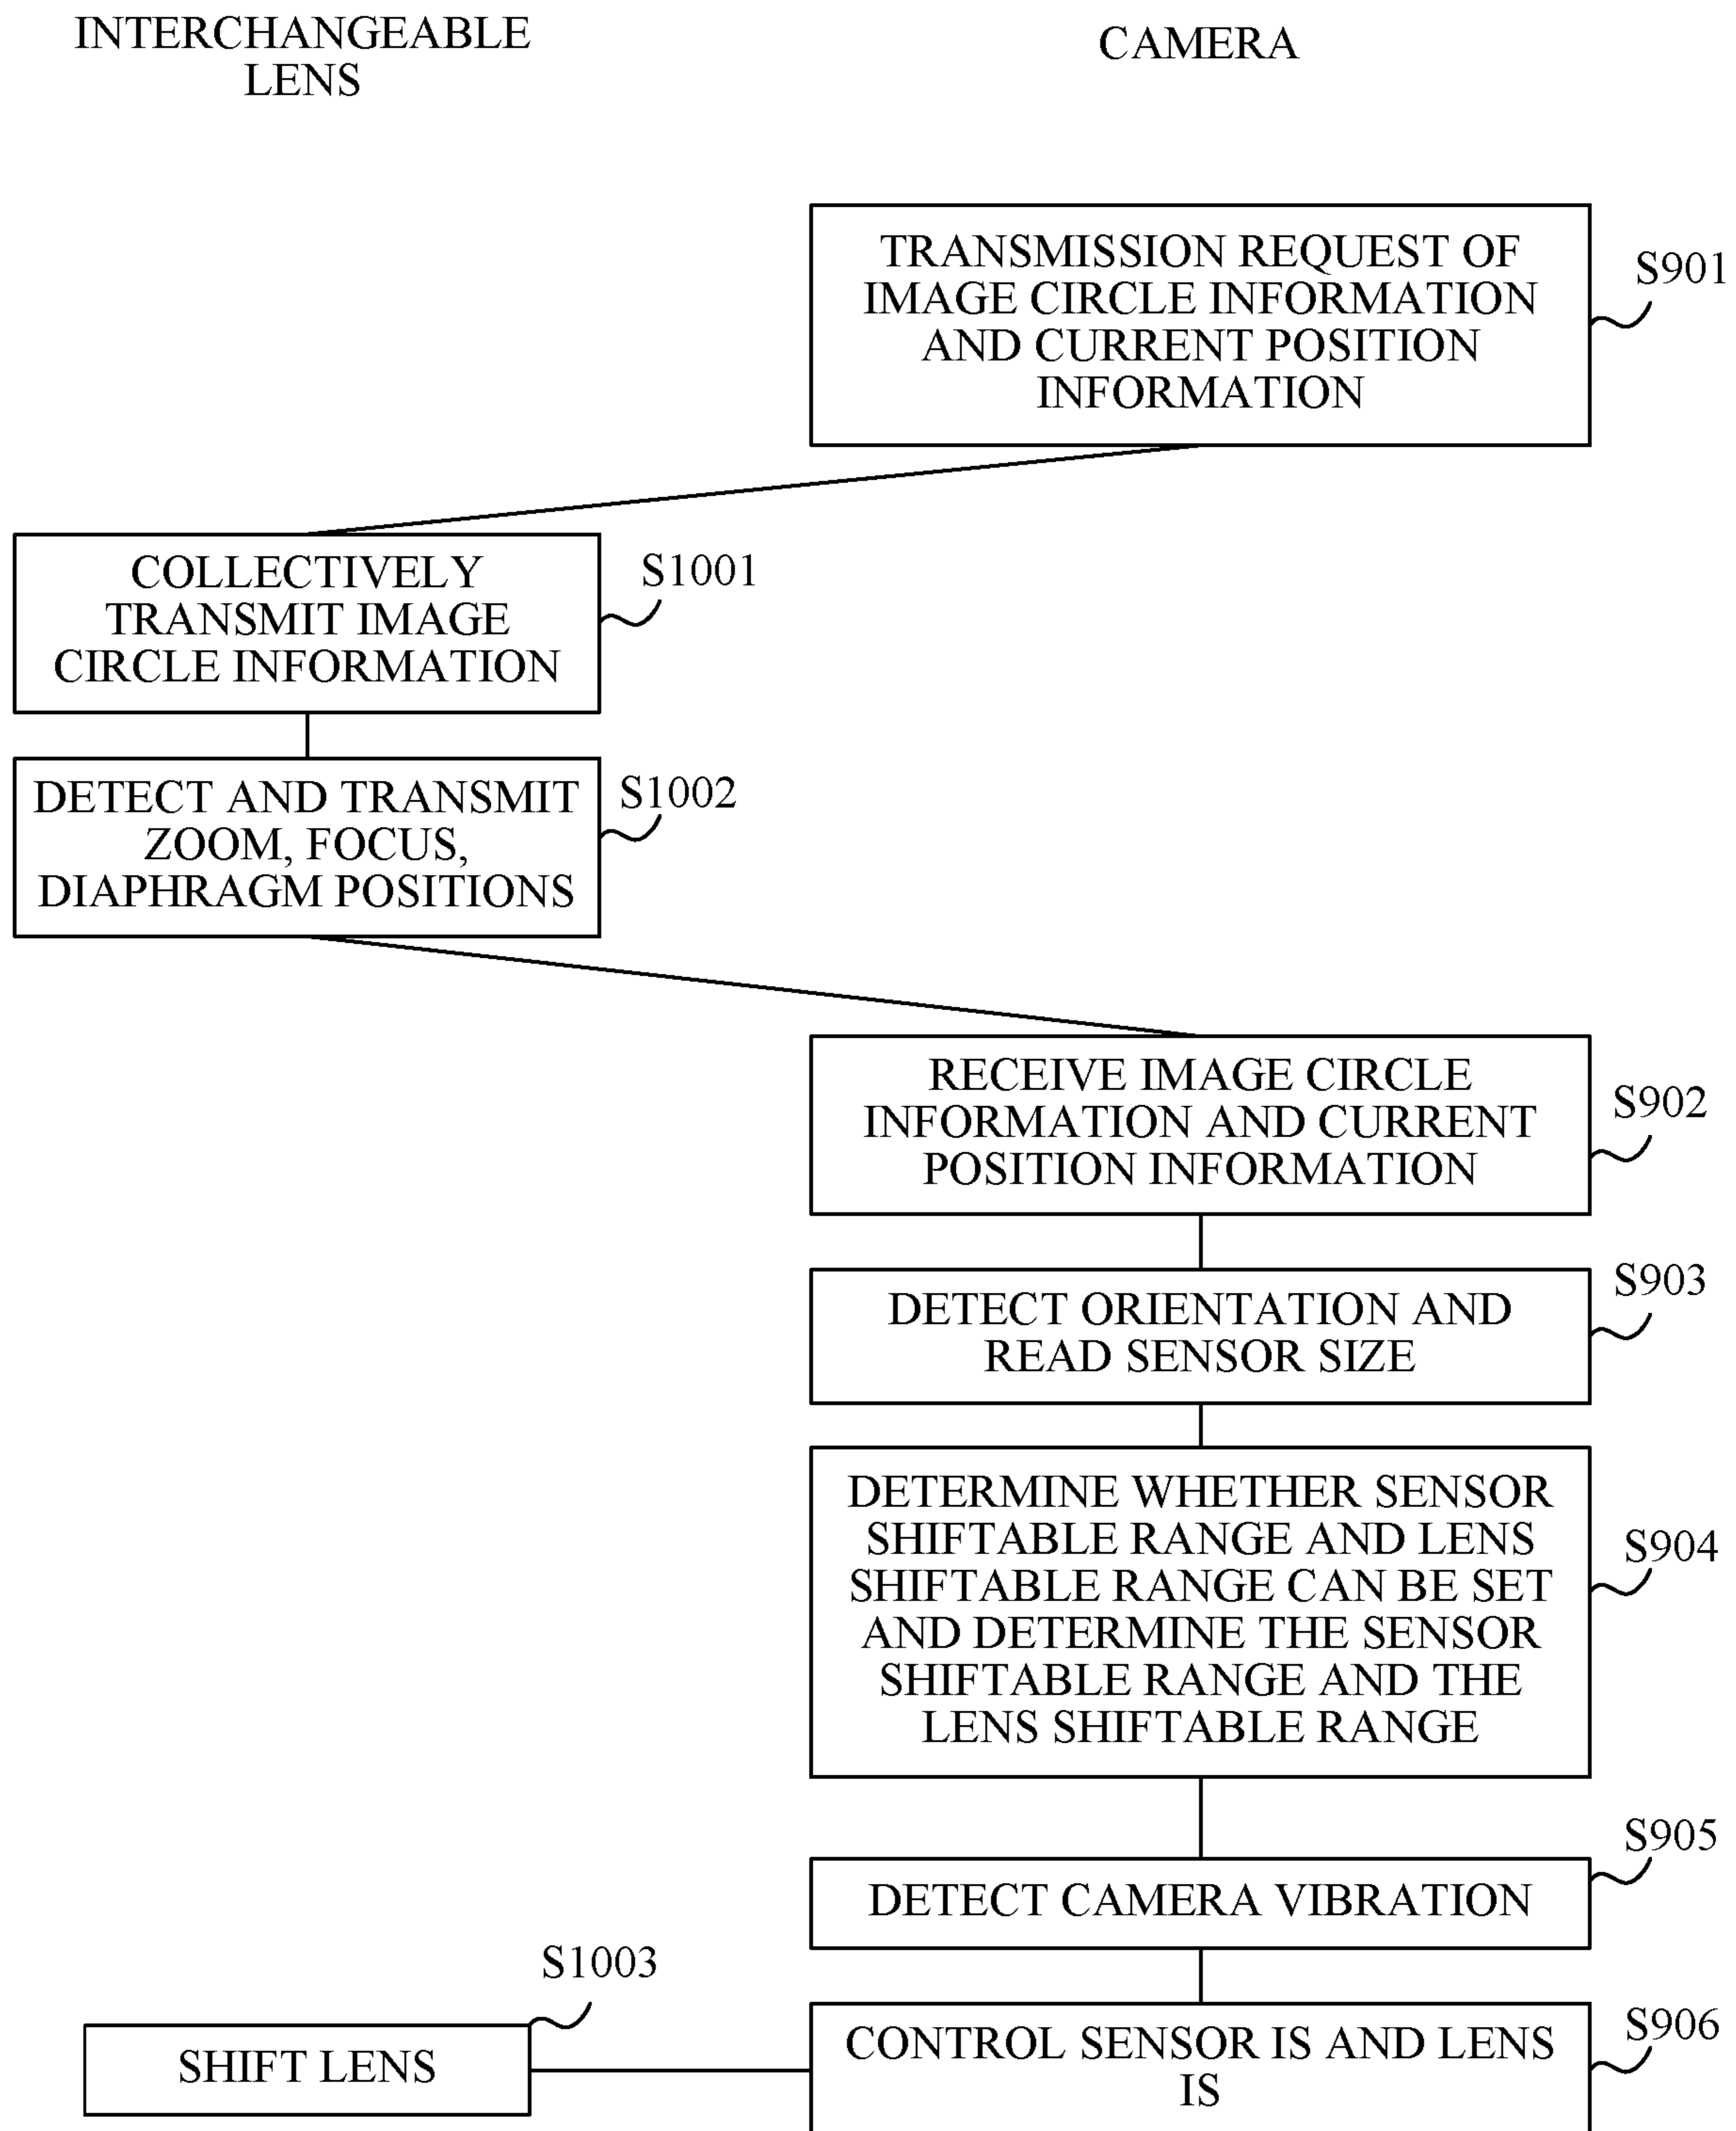 INTERCHANGEABLE
LENS
CAMERA
TRANSMISSION REQUEST OF
IMAGE CIRCLE INFORMATION
AND CURRENT POSITION
INFORMATION
S901
COLLECTIVELY
TRANSMIT IMAGE
CIRCLE INFORMATION
S1001
DETECT AND TRANSMIT
ZOOM, FOCUS,
DIAPHRAGM POSITIONS
S1002
RECEIVE IMAGE CIRCLE
INFORMATION AND CURRENT
POSITION INFORMATION
S902
DETECT ORIENTATION AND
READ SENSOR SIZE
S903
DETERMINE WHETHER SENSOR
SHIFTABLE RANGE AND LENS
SHIFTABLE RANGE CAN BE SET
AND DETERMINE THE SENSOR
SHIFTABLE RANGE AND THE
LENS SHIFTABLE RANGE
S904
DETECT CAMERA VIBRATION
S905
SHIFT LENS
S1003
CONTROL SENSOR IS AND LENS
IS
S906